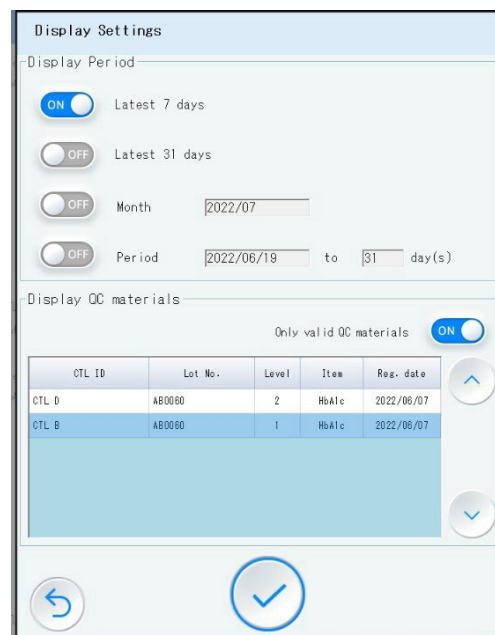 Display Settings
Display Period
ON Latest 7 days
OFF Latest 31 days
OFF Month 2022/07
OFF Period 2022/06/19 to 31 day(s)
Display QC materials
Only valid QC materials ON
CTL ID Lot No. Level Item Reg. date
CTL D AB0060 2 HbA1c 2022/06/07
CTL B AB0060 1 HbA1c 2022/06/07